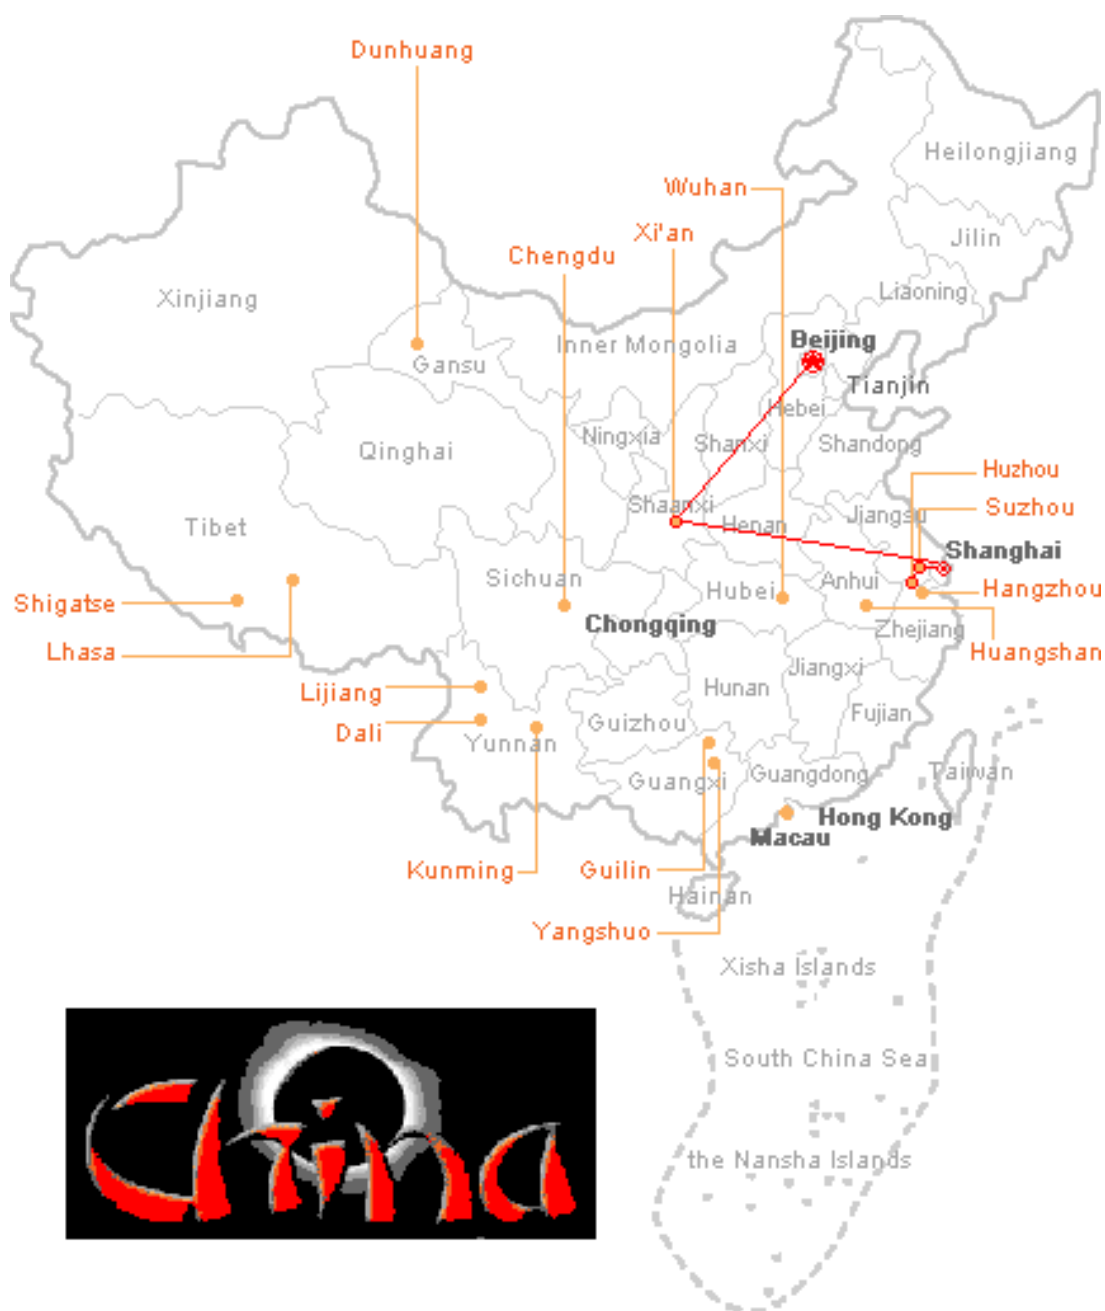 Dunhuang
Heilongjiang
Wuhan
Xi'an
Jilin
Chengdu
Liaoning
Xinjiang
Beijing
Inner Mongolia
Gansu
Tianjin
Hebei
Ningxia
Shanxi
Shandong
Qinghai
Huzhou
Shaanxi
Suzhou
Jiangsu
Henan
Tibet
Shanghai
Sichuan
Anhui
Hubei
Hangzhou
Shigatse
Chongqing
Zhejiang
Lhasa
Huangshan
Jiangxi
Lijiang
Hunan
Fujian
Guizhou
Dali
Yunnan
Guangxi
Guangdong
Taiwan
Hong Kong
Macau
Kunming
Guilin
Hainan
Yangshuo
Xisha Islands
South China Sea
the Nansha Islands
China